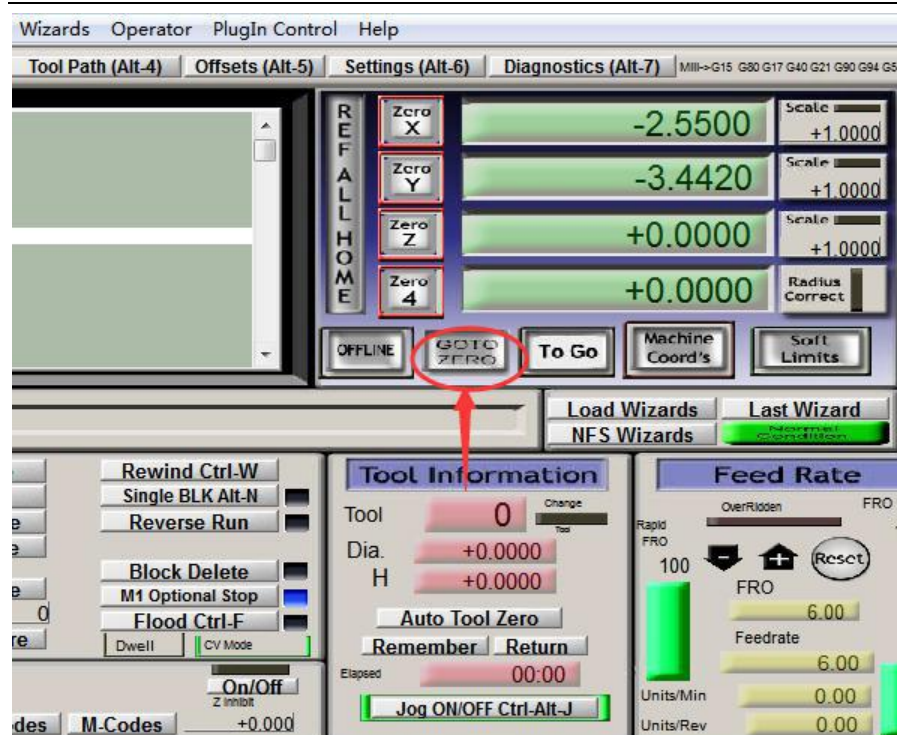 Wizards Operator PlugIn Control Help
Tool Path (Alt-4) Offsets (Alt-5) Settings (Alt-6) Diagnostics (Alt-7) Mill->G15 G80 G17 G40 G21 G90 G94 G5
REF ALL HOME
Zero X -2.5500 Scale +1.0000
Zero Y -3.4420 Scale +1.0000
Zero Z +0.0000 Scale +1.0000
Zero 4 +0.0000 Radius Correct
OFFLINE GOTO ZERO To Go Machine Coord's Soft Limits
Load Wizards Last Wizard
NFS Wizards Normal Condition
Rewind Ctrl-W
Single BLK Alt-N
e Reverse Run
e
Block Delete
e M1 Optional Stop
0 Flood Ctrl-F
re Dwell CV Mode
On/Off
Z Inhibit
des M-Codes +0.000
Tool Information
Tool 0 Change Tool
Dia. +0.0000
H +0.0000
Auto Tool Zero
Remember Return
Elapsed 00:00
Jog ON/OFF Ctrl-Alt-J
Feed Rate
OverRidden FRO
Rapid FRO
100 Reset
FRO
6.00
Feedrate
6.00
Units/Min 0.00
Units/Rev 0.00